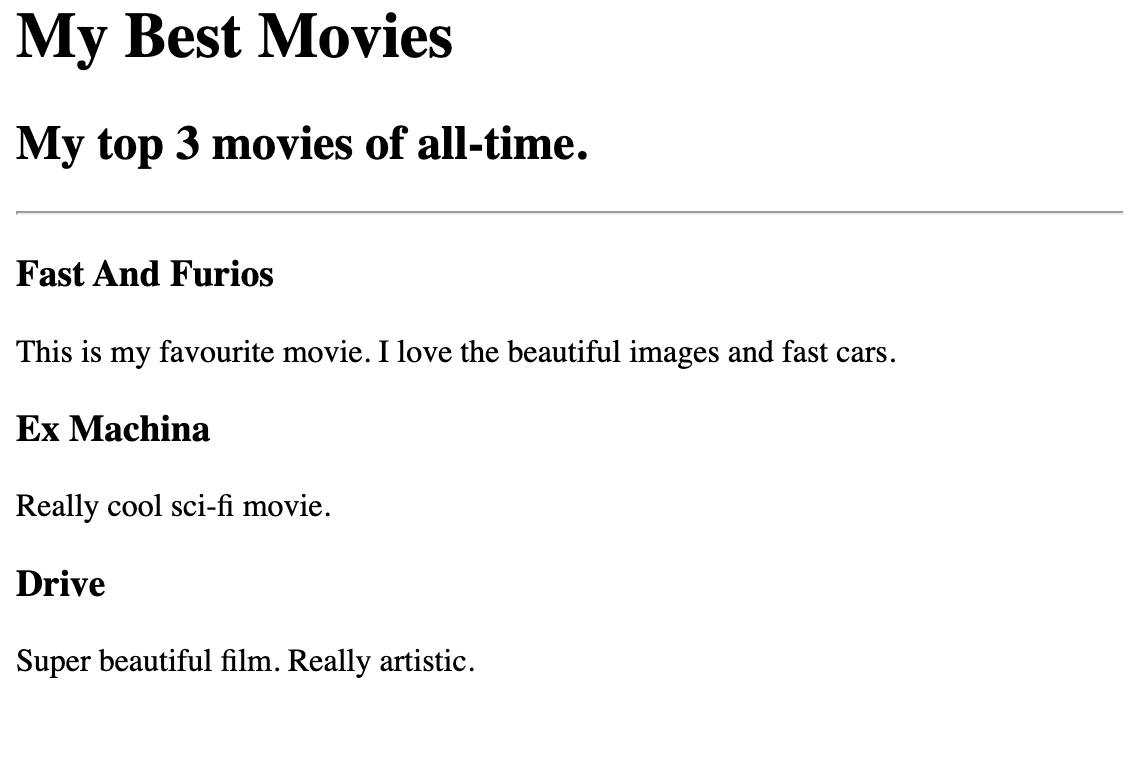 My Best Movies
My top 3 movies of all-time.
Fast And Furios
This is my favourite movie. I love the beautiful images and fast cars.
Ex Machina
Really cool sci-fi movie.
Drive
Super beautiful film. Really artistic.